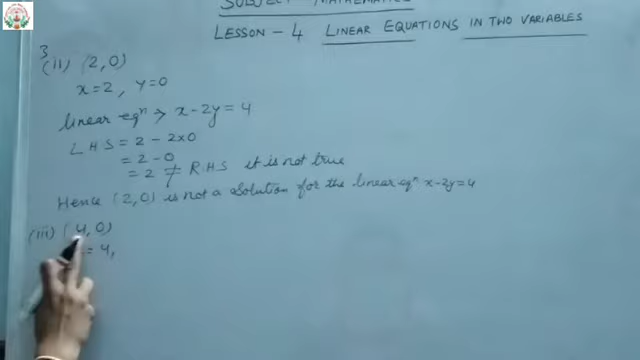 SUBJECT - MATHEMATICS
LESSON - 4 LINEAR EQUATIONS IN TWO VARIABLES
3
(ii) (2,0)
x=2, y=0
linear eqⁿ → x-2y=4
LHS = 2 - 2×0
= 2-0
= 2 ≠ RHS it is not true
Hence (2,0) is not a solution for the linear eqⁿ x-2y=4
(iii) (4,0)
= 4,